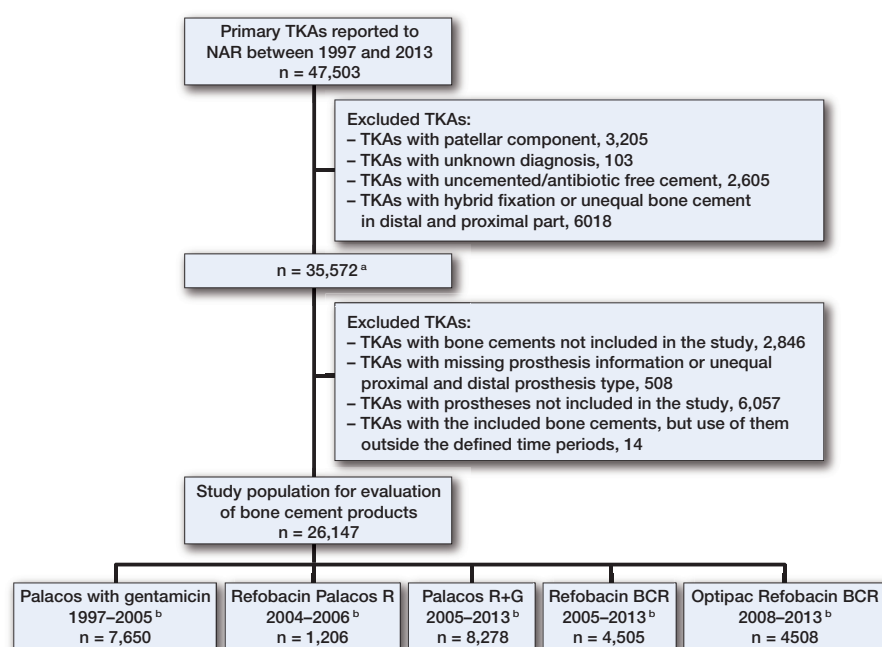 Primary TKAs reported to
NAR between 1997 and 2013
n = 47,503
Excluded TKAs:
– TKAs with patellar component, 3,205
– TKAs with unknown diagnosis, 103
– TKAs with uncemented/antibiotic free cement, 2,605
– TKAs with hybrid fixation or unequal bone cement
in distal and proximal part, 6018
n = 35,572 a
Excluded TKAs:
– TKAs with bone cements not included in the study, 2,846
– TKAs with missing prosthesis information or unequal
proximal and distal prosthesis type, 508
– TKAs with prostheses not included in the study, 6,057
– TKAs with the included bone cements, but use of them
outside the defined time periods, 14
Study population for evaluation
of bone cement products
n = 26,147
Palacos with gentamicin
1997–2005 b
n = 7,650
Refobacin Palacos R
2004–2006 b
n = 1,206
Palacos R+G
2005–2013 b
n = 8,278
Refobacin BCR
2005–2013 b
n = 4,505
Optipac Refobacin BCR
2008–2013 b
n = 4508